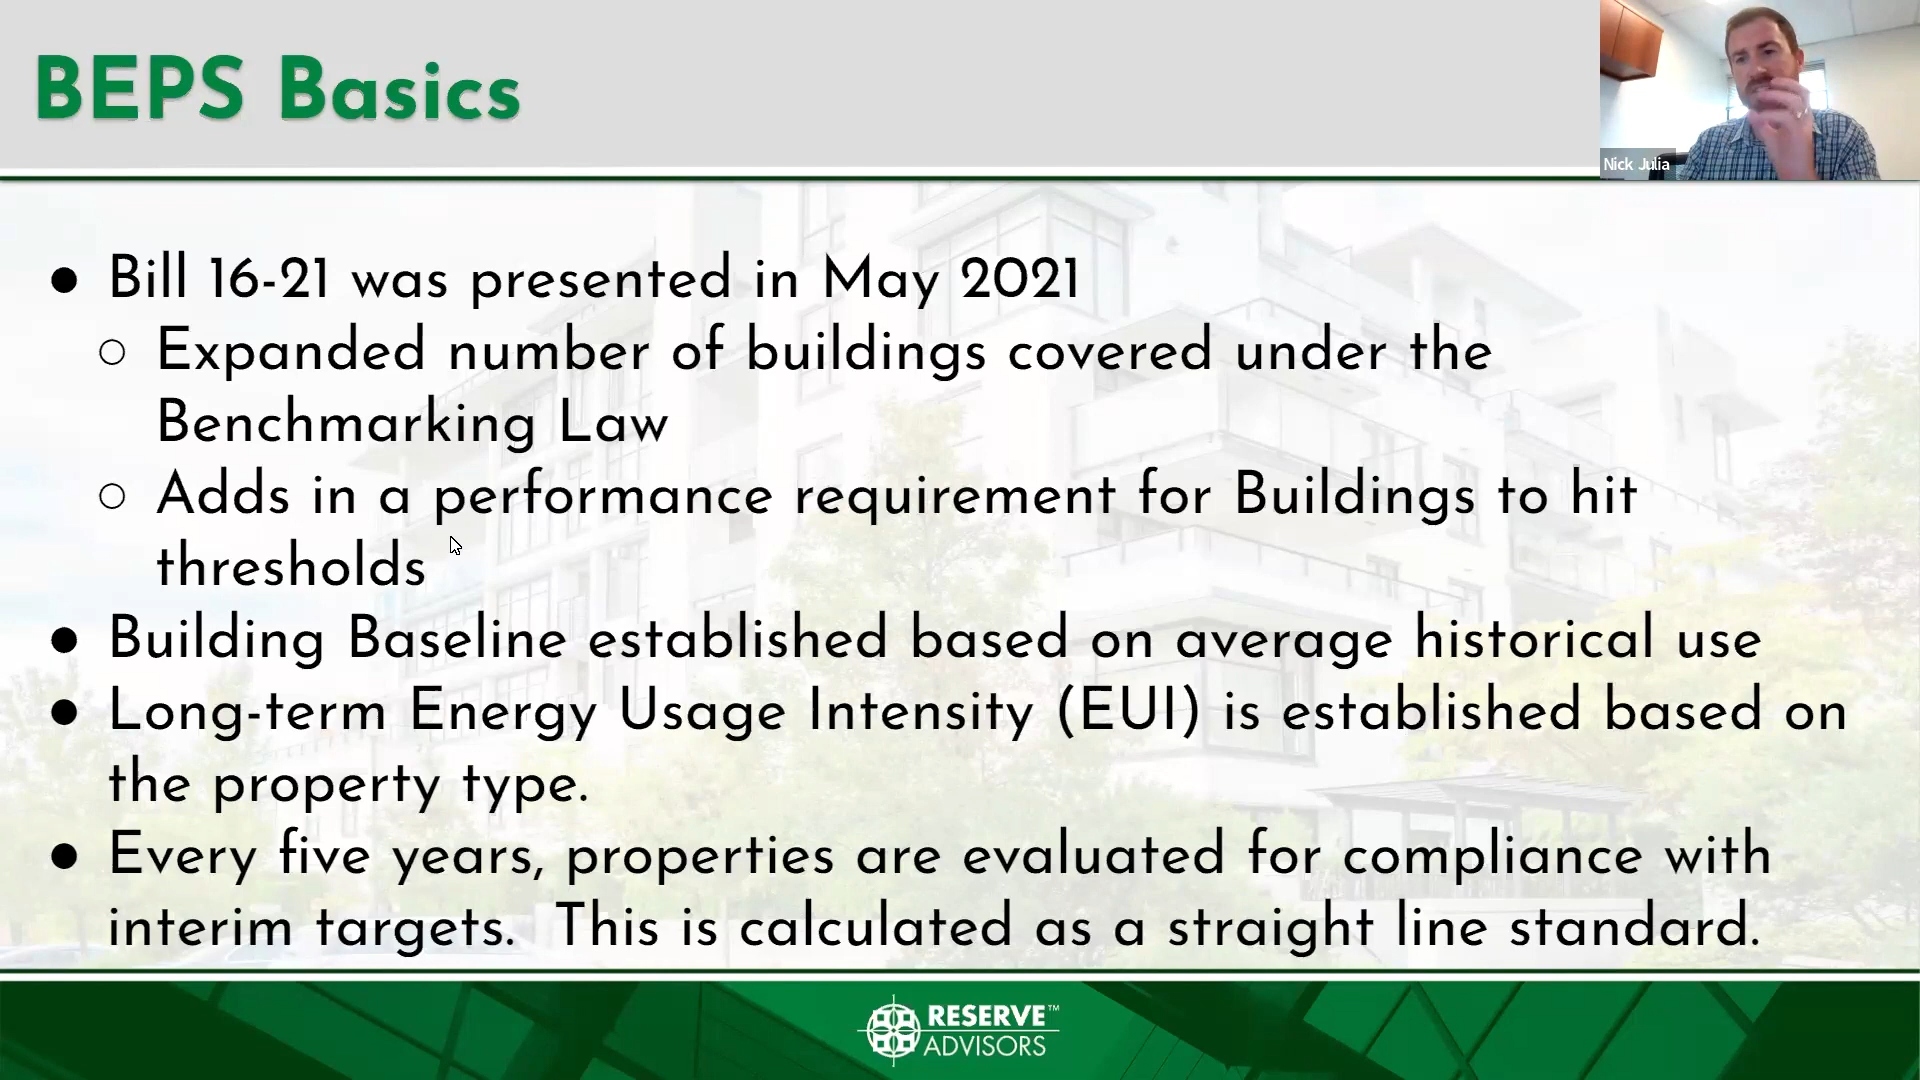 BEPS Basics
Nick Julia
● Bill 16-21 was presented in May 2021
○ Expanded number of buildings covered under the
Benchmarking Law
○ Adds in a performance requirement for Buildings to hit
thresholds
● Building Baseline established based on average historical use
● Long-term Energy Usage Intensity (EUI) is established based on
the property type.
● Every five years, properties are evaluated for compliance with
interim targets.  This is calculated as a straight line standard.
RESERVE™
ADVISORS